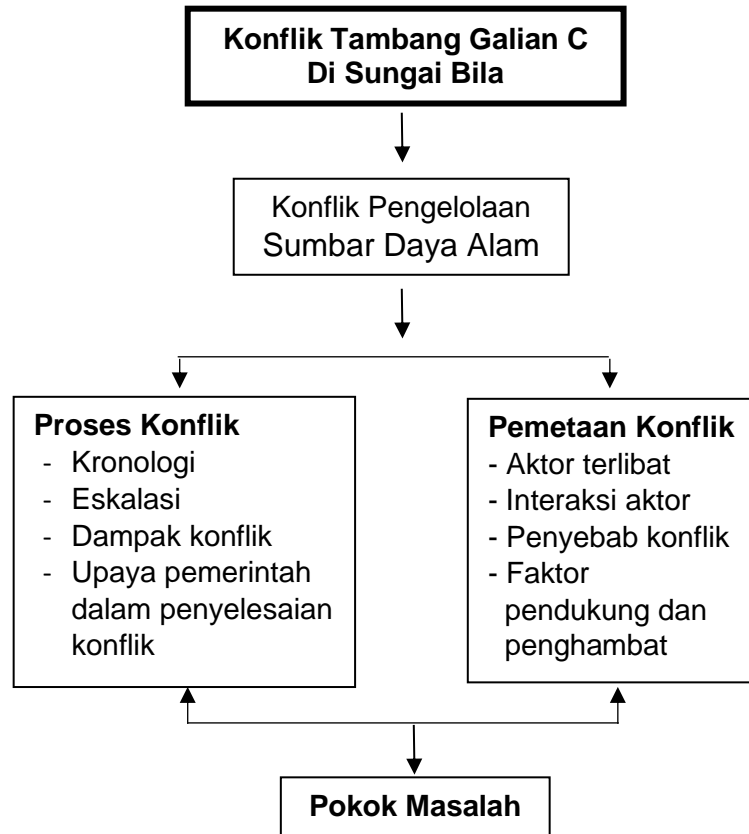 Konflik Tambang Galian C
Di Sungai Bila
Konflik Pengelolaan
Sumbar Daya Alam
Proses Konflik
- Kronologi
- Eskalasi
- Dampak konflik
- Upaya pemerintah
dalam penyelesaian
konflik
Pemetaan Konflik
- Aktor terlibat
- Interaksi aktor
- Penyebab konflik
- Faktor
pendukung dan
penghambat
Pokok Masalah